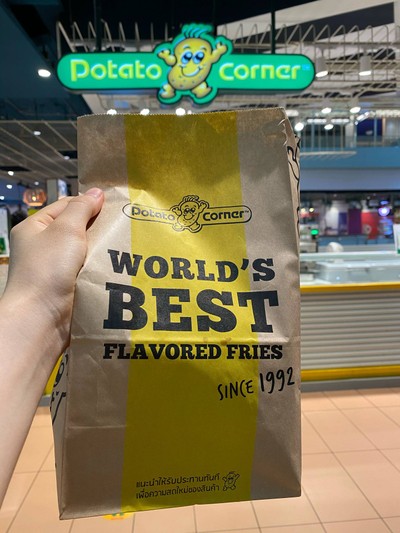 Potato Corner
Potato Corner
WORLD'S
BEST
FLAVORED FRIES
SINCE 1992
แนะนำให้รับประทานทันที
เพื่อความสดใหม่ของสินค้า